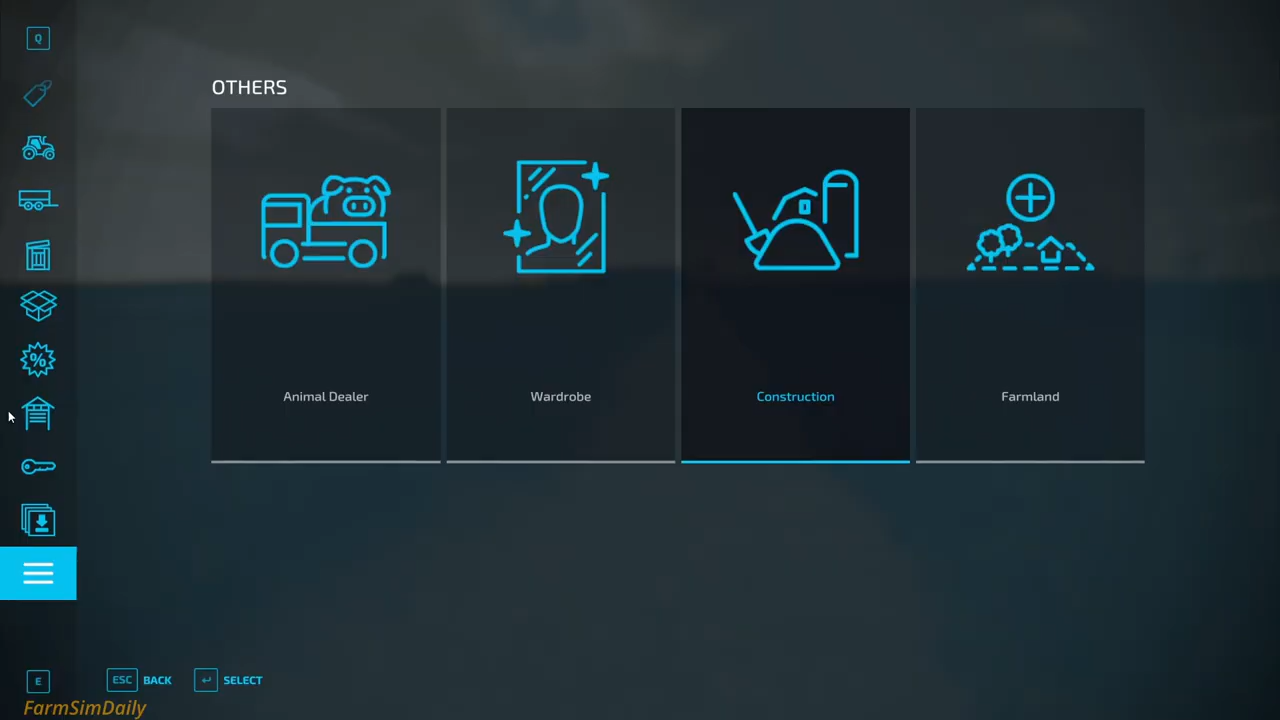 Q
OTHERS
%
Animal Dealer
Wardrobe
Construction
Farmland
E
ESC BACK
SELECT
FarmSimDaily